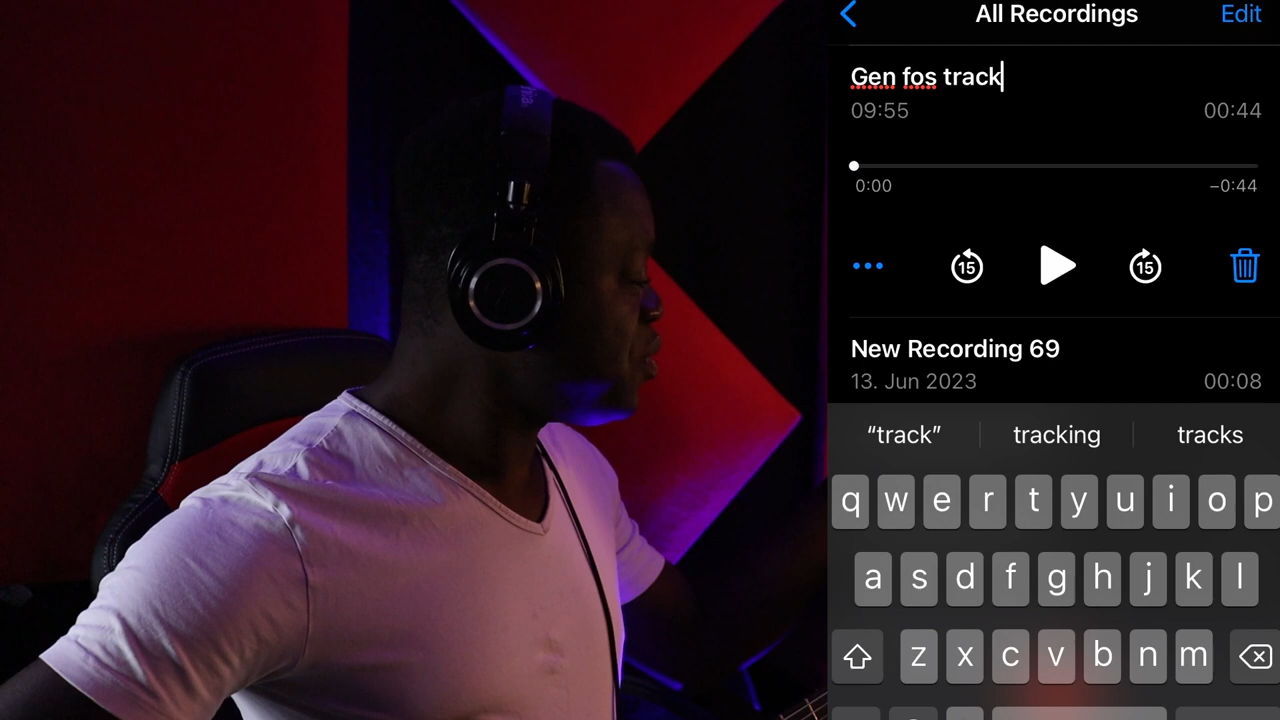 All Recordings Edit
Gen fos track
09:55 00:44
0:00 −0:44
15 15
New Recording 69
13. Jun 2023 00:08
“track” tracking tracks
q w e r t y u i o p
a s d f g h j k l
z x c v b n m